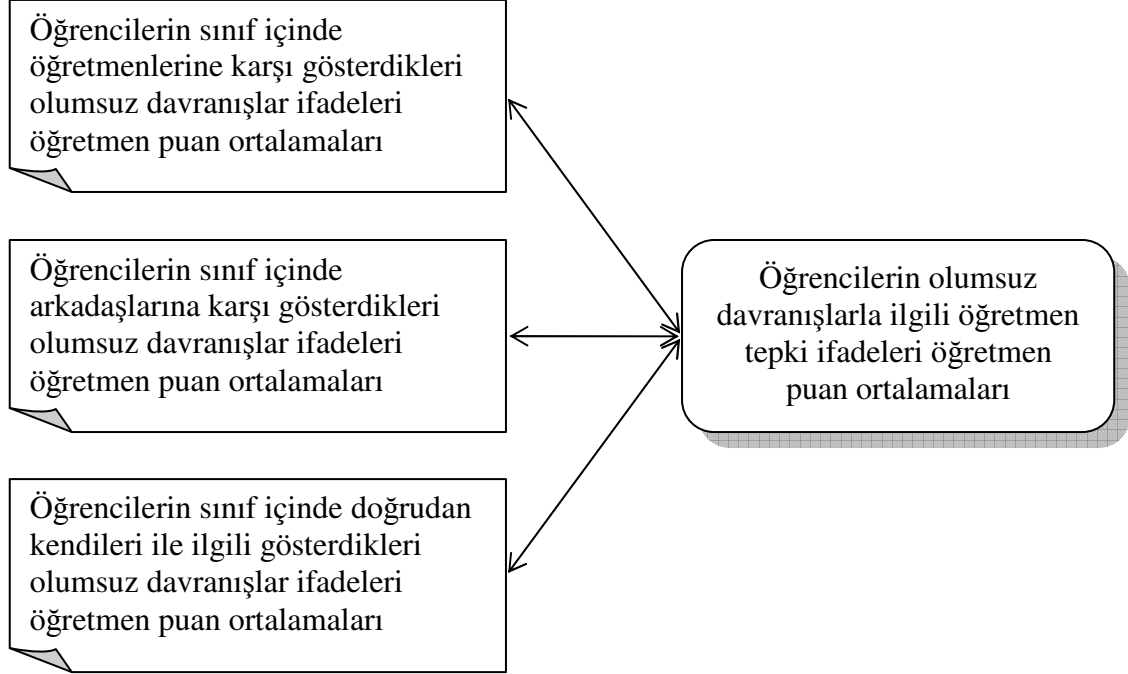 Öğrencilerin sınıf içinde
öğretmenlerine karşı gösterdikleri
olumsuz davranışlar ifadeleri
öğretmen puan ortalamaları
Öğrencilerin sınıf içinde
arkadaşlarına karşı gösterdikleri
olumsuz davranışlar ifadeleri
öğretmen puan ortalamaları
Öğrencilerin sınıf içinde doğrudan
kendileri ile ilgili gösterdikleri
olumsuz davranışlar ifadeleri
öğretmen puan ortalamaları
Öğrencilerin olumsuz
davranışlarla ilgili öğretmen
tepki ifadeleri öğretmen
puan ortalamaları